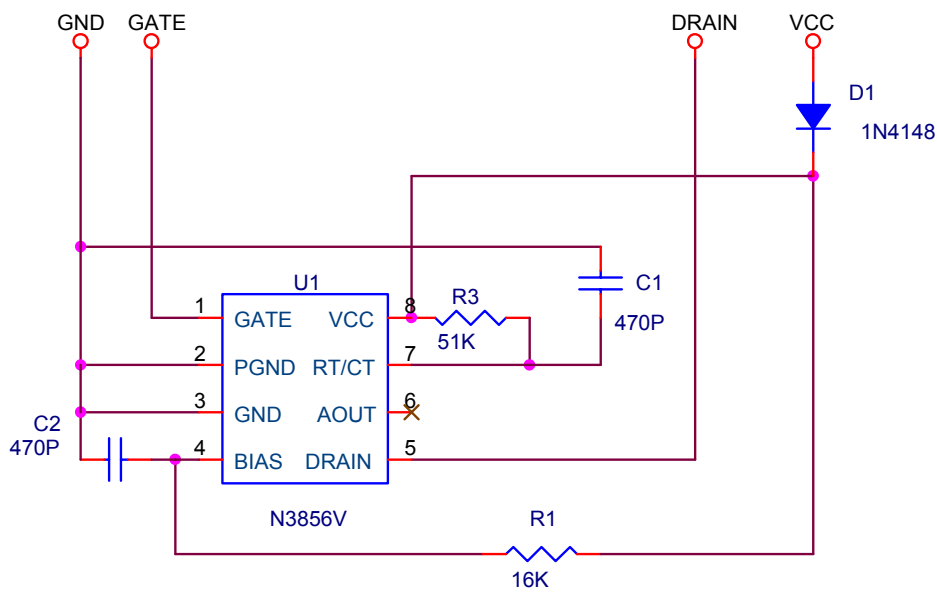 GND GATE DRAIN VCC
D1
1N4148
U1
C1
R3
470P
51K
1 GATE VCC 8
2 PGND RT/CT 7
3 GND AOUT 6
4 BIAS DRAIN 5
C2
470P
N3856V
R1
16K